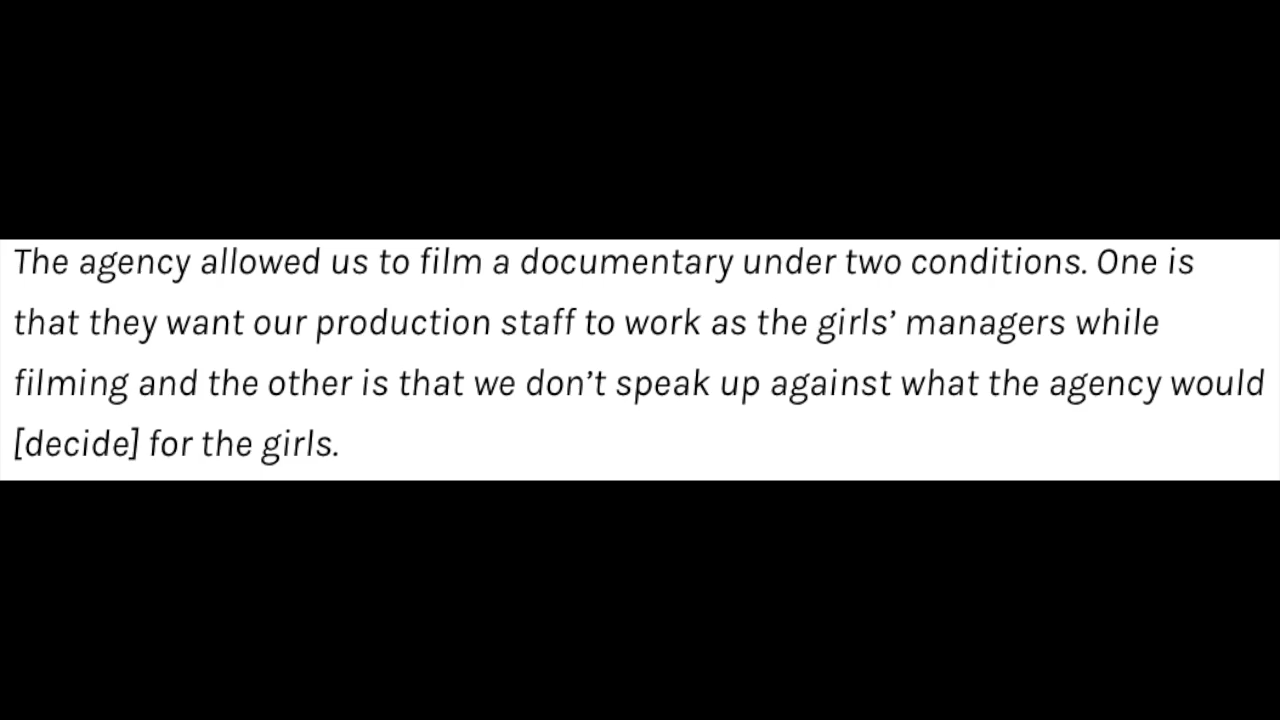 The agency allowed us to film a documentary under two conditions. One is
that they want our production staff to work as the girls’ managers while
filming and the other is that we don’t speak up against what the agency would
[decide] for the girls.